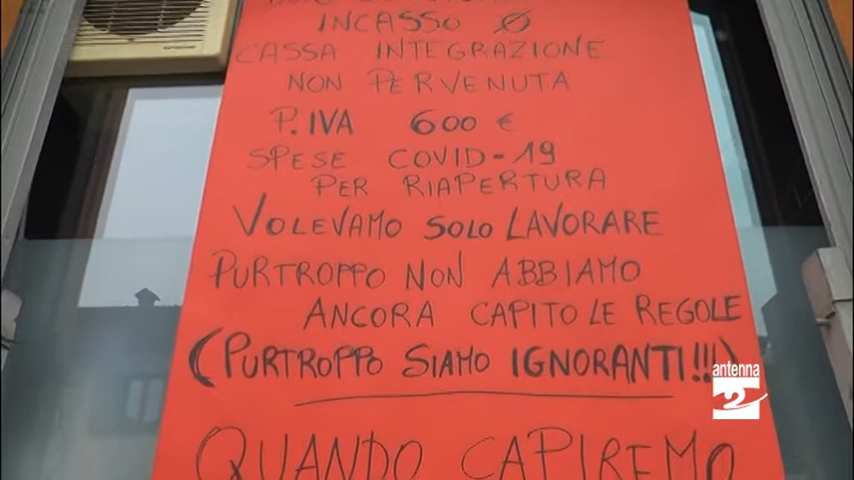 INCASSO Ø
CASSA INTEGRAZIONE
NON PERVENUTA
P.IVA 600 €
SPESE COVID-19
PER RIAPERTURA
VOLEVAMO SOLO LAVORARE
PURTROPPO NON ABBIAMO
ANCORA CAPITO LE REGOLE
(PURTROPPO SIAMO IGNORANTI!!!)
antenna
2
QUANDO CAPIREMO